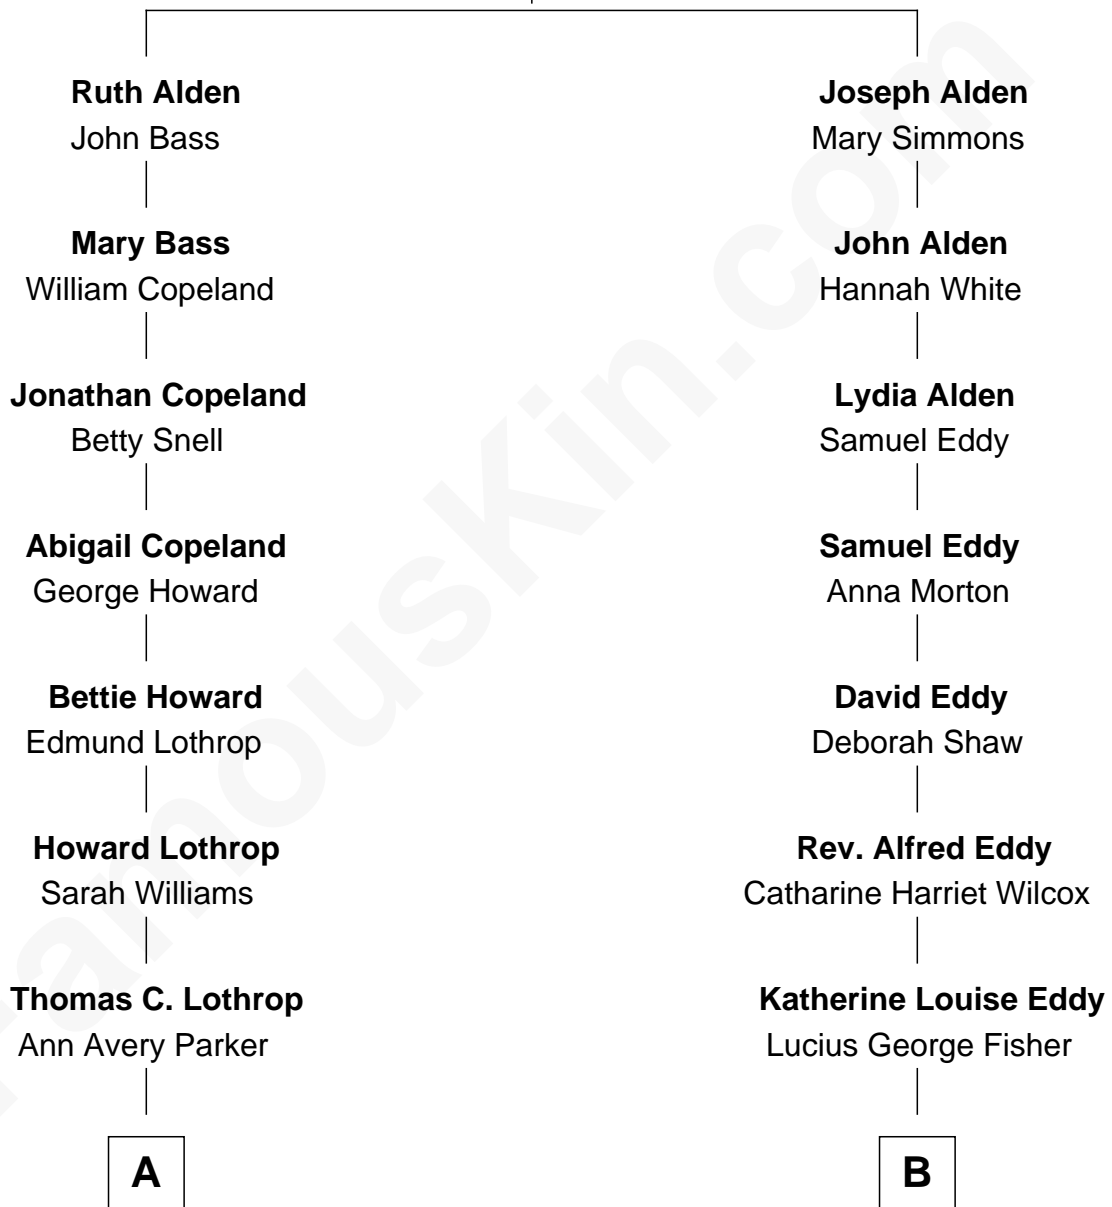 Ruth Alden
John Bass
Mary Bass
William Copeland
Jonathan Copeland
Betty Snell
Abigail Copeland
George Howard
Bettie Howard
Edmund Lothrop
Howard Lothrop
Sarah Williams
Thomas C. Lothrop
Ann Avery Parker
A
Joseph Alden
Mary Simmons
John Alden
Hannah White
Lydia Alden
Samuel Eddy
Samuel Eddy
Anna Morton
David Eddy
Deborah Shaw
Rev. Alfred Eddy
Catharine Harriet Wilcox
Katherine Louise Eddy
Lucius George Fisher
B
FamousKin.com